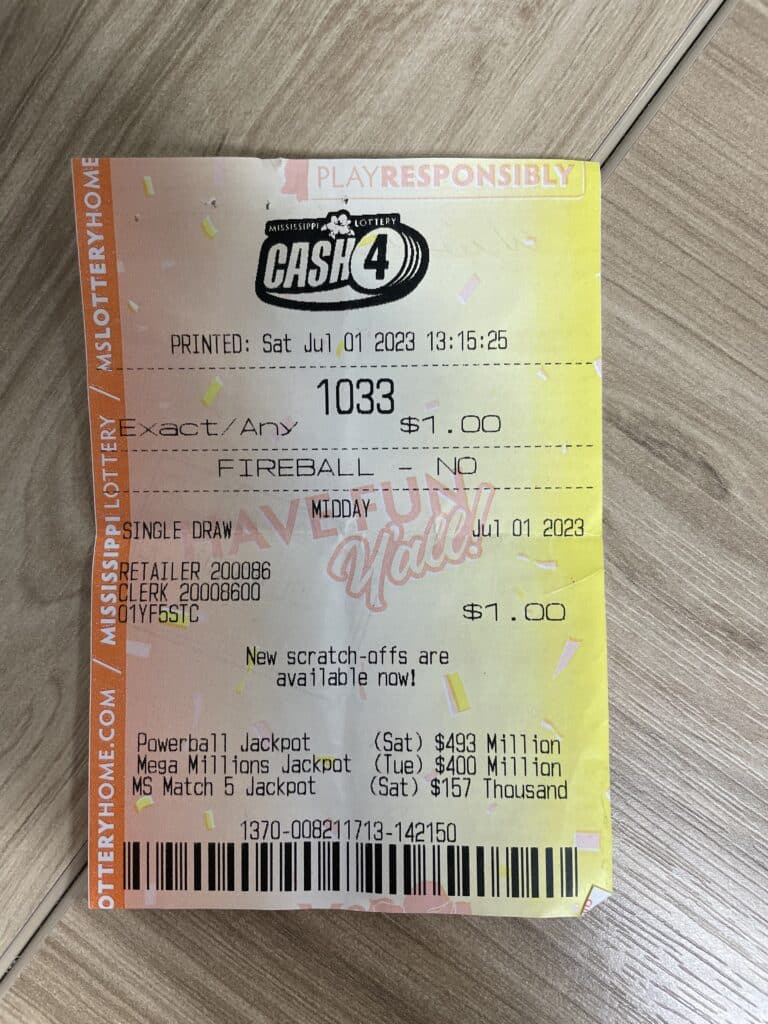 PLAYRESPONSIBLY
MISSISSIPPI LOTTERY
CASH 4
PRINTED: Sat Jul 01 2023 13:15:25
1033
Exact/Any $1.00
FIREBALL - NO
HAVE FUN
Y'all!
MIDDAY
SINGLE DRAW Jul 01 2023
RETAILER 200086
CLERK 20008600
01YF5STC $1.00
New scratch-offs are
available now!
Powerball Jackpot (Sat) $493 Million
Mega Millions Jackpot (Tue) $400 Million
MS Match 5 Jackpot (Sat) $157 Thousand
1370-008211713-142150
OTTERYHOME.COM / MISSISSIPPI LOTTERY / MSLOTTERYHOME